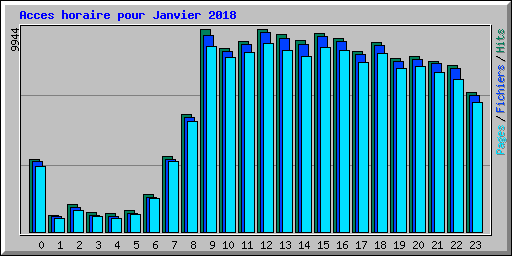 Acces horaire pour Janvier 2018
9944
Pages / Fichiers / Hits
0 1 2 3 4 5 6 7 8 9 10 11 12 13 14 15 16 17 18 19 20 21 22 23